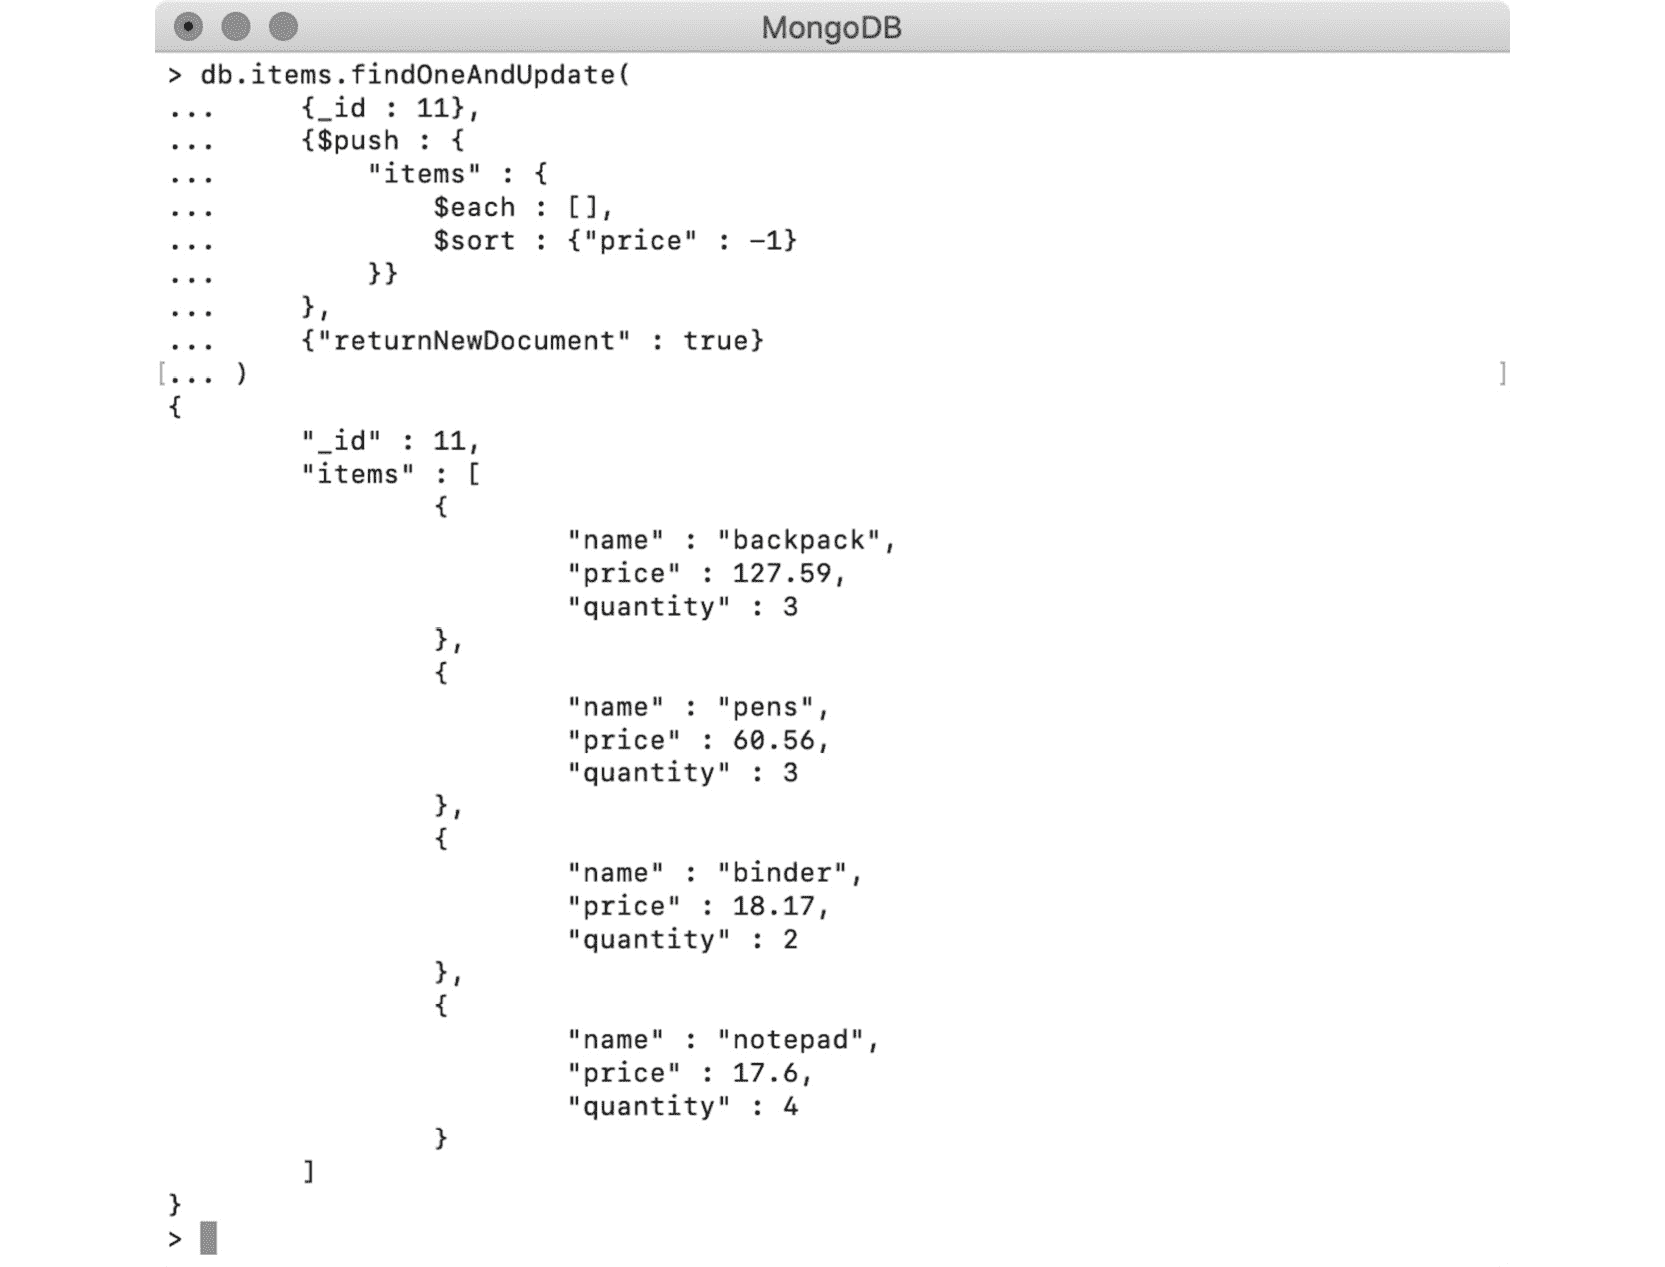 MongoDB
> db.items.findOneAndUpdate(
...     {_id : 11},
...     {$push : {
...         "items" : {
...             $each : [],
...             $sort : {"price" : -1}
...         }}
...     },
...     {"returnNewDocument" : true}
[... )                                                                           ]
{
        "_id" : 11,
        "items" : [
                {
                        "name" : "backpack",
                        "price" : 127.59,
                        "quantity" : 3
                },
                {
                        "name" : "pens",
                        "price" : 60.56,
                        "quantity" : 3
                },
                {
                        "name" : "binder",
                        "price" : 18.17,
                        "quantity" : 2
                },
                {
                        "name" : "notepad",
                        "price" : 17.6,
                        "quantity" : 4
                }
        ]
}
>